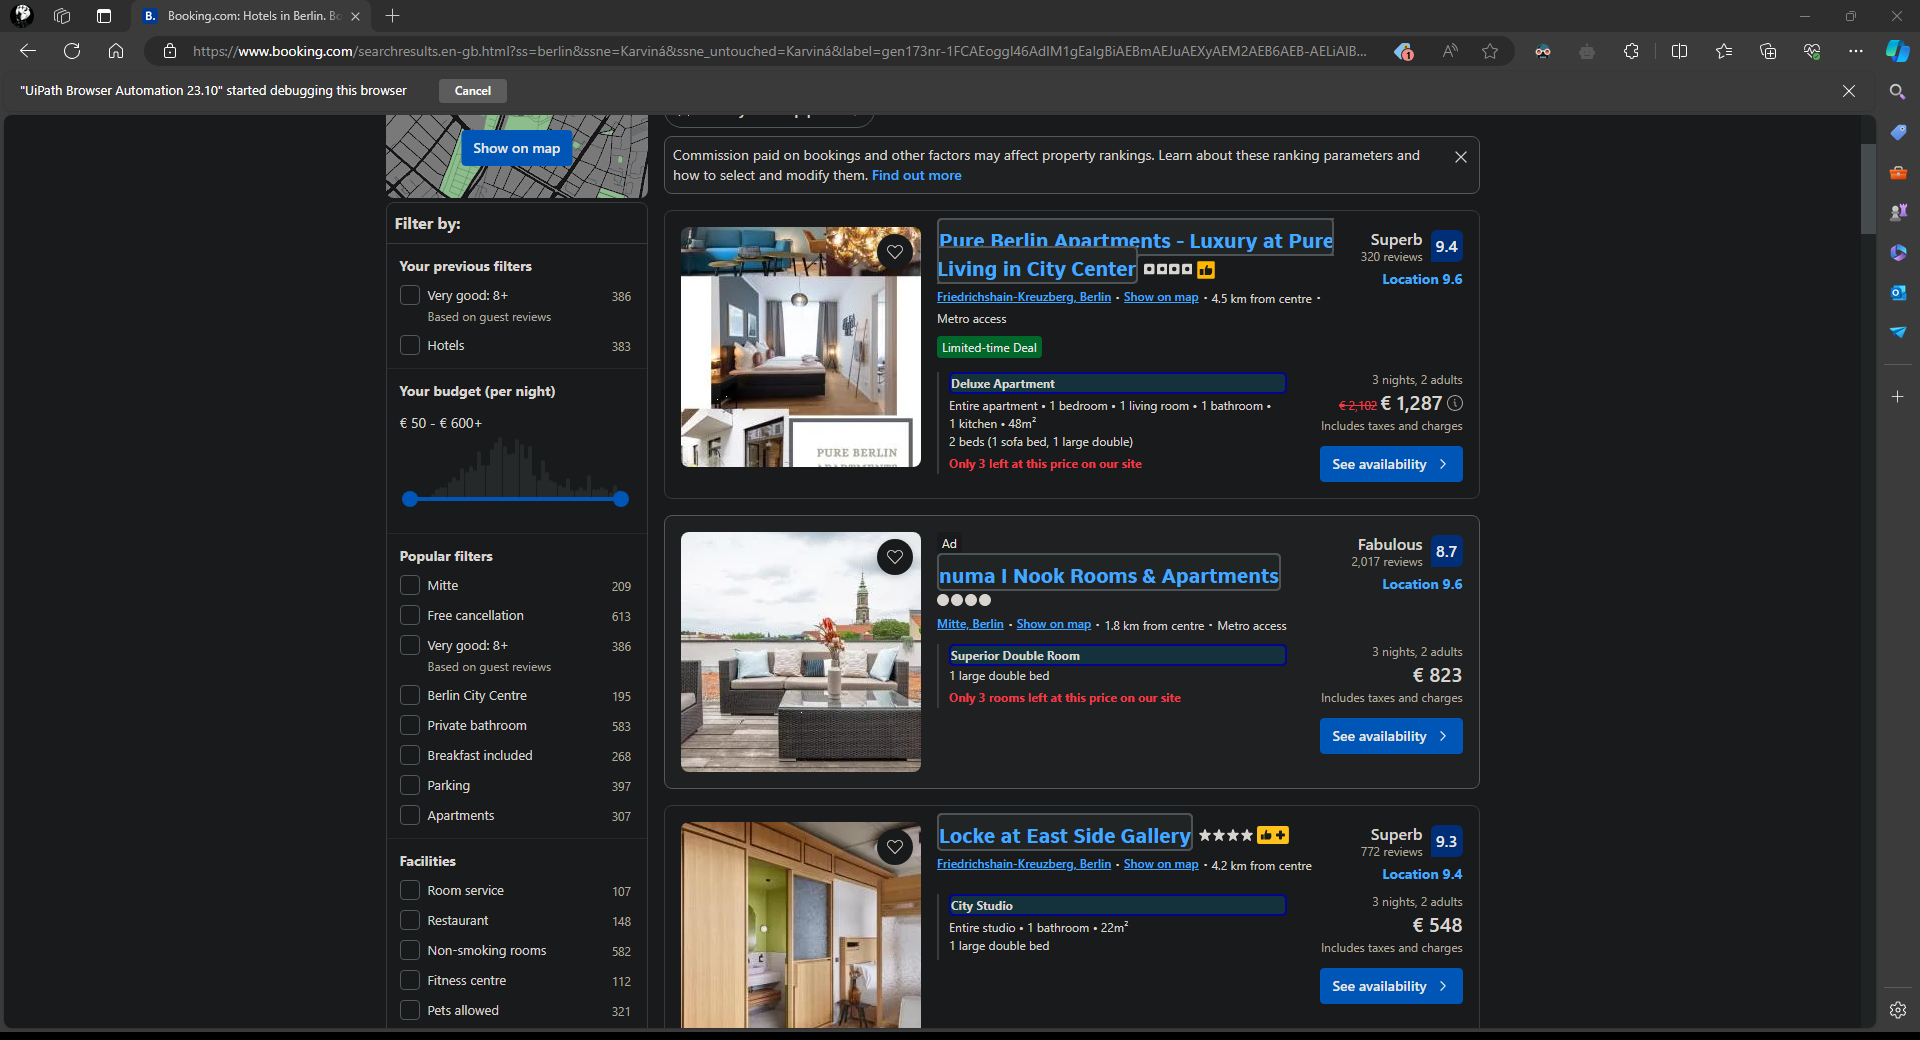 Booking.com: Hotels in Berlin. Bo
https://www.booking.com/searchresults.en-gb.html?ss=berlin&ssne=Karviná&ssne_untouched=Karviná&label=gen173nr-1FCAEoggI46AdIM1gEaIgBiAEBmAEJuAEXyAEM2AEB6AEB-AELiAIB...
1
"UiPath Browser Automation 23.10" started debugging this browser
Cancel
Show on map
Commission paid on bookings and other factors may affect property rankings. Learn about these ranking parameters and
how to select and modify them. Find out more
Filter by:
Your previous filters
Very good: 8+ 386
Based on guest reviews
Hotels 383
Your budget (per night)
€ 50 - € 600+
Popular filters
Mitte 209
Free cancellation 613
Very good: 8+ 386
Based on guest reviews
Berlin City Centre 195
Private bathroom 583
Breakfast included 268
Parking 397
Apartments 307
Facilities
Room service 107
Restaurant 148
Non-smoking rooms 582
Fitness centre 112
Pets allowed 321
PURE BERLIN
Pure Berlin Apartments - Luxury at Pure
Living in City Center
Superb 9.4
320 reviews
Location 9.6
Friedrichshain-Kreuzberg, Berlin • Show on map • 4.5 km from centre •
Metro access
Limited-time Deal
Deluxe Apartment
Entire apartment • 1 bedroom • 1 living room • 1 bathroom •
1 kitchen • 48m²
2 beds (1 sofa bed, 1 large double)
Only 3 left at this price on our site
3 nights, 2 adults
€ 2,102 € 1,287
Includes taxes and charges
See availability
Ad
numa I Nook Rooms & Apartments
Fabulous 8.7
2,017 reviews
Location 9.6
Mitte, Berlin • Show on map • 1.8 km from centre • Metro access
Superior Double Room
1 large double bed
Only 3 rooms left at this price on our site
3 nights, 2 adults
€ 823
Includes taxes and charges
See availability
Locke at East Side Gallery
Superb 9.3
772 reviews
Location 9.4
Friedrichshain-Kreuzberg, Berlin • Show on map • 4.2 km from centre
City Studio
Entire studio • 1 bathroom • 22m²
1 large double bed
3 nights, 2 adults
€ 548
Includes taxes and charges
See availability